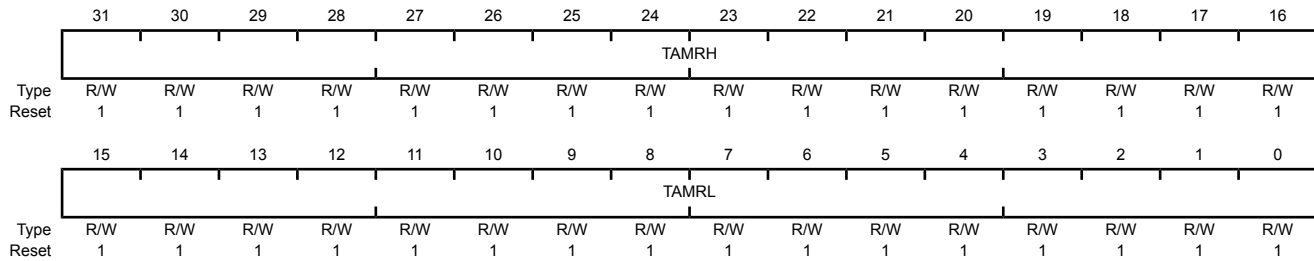 31 30 29 28 27 26 25 24 23 22 21 20 19 18 17 16
TAMRH
Type R/W R/W R/W R/W R/W R/W R/W R/W R/W R/W R/W R/W R/W R/W R/W R/W
Reset 1 1 1 1 1 1 1 1 1 1 1 1 1 1 1 1
15 14 13 12 11 10 9 8 7 6 5 4 3 2 1 0
TAMRL
Type R/W R/W R/W R/W R/W R/W R/W R/W R/W R/W R/W R/W R/W R/W R/W R/W
Reset 1 1 1 1 1 1 1 1 1 1 1 1 1 1 1 1